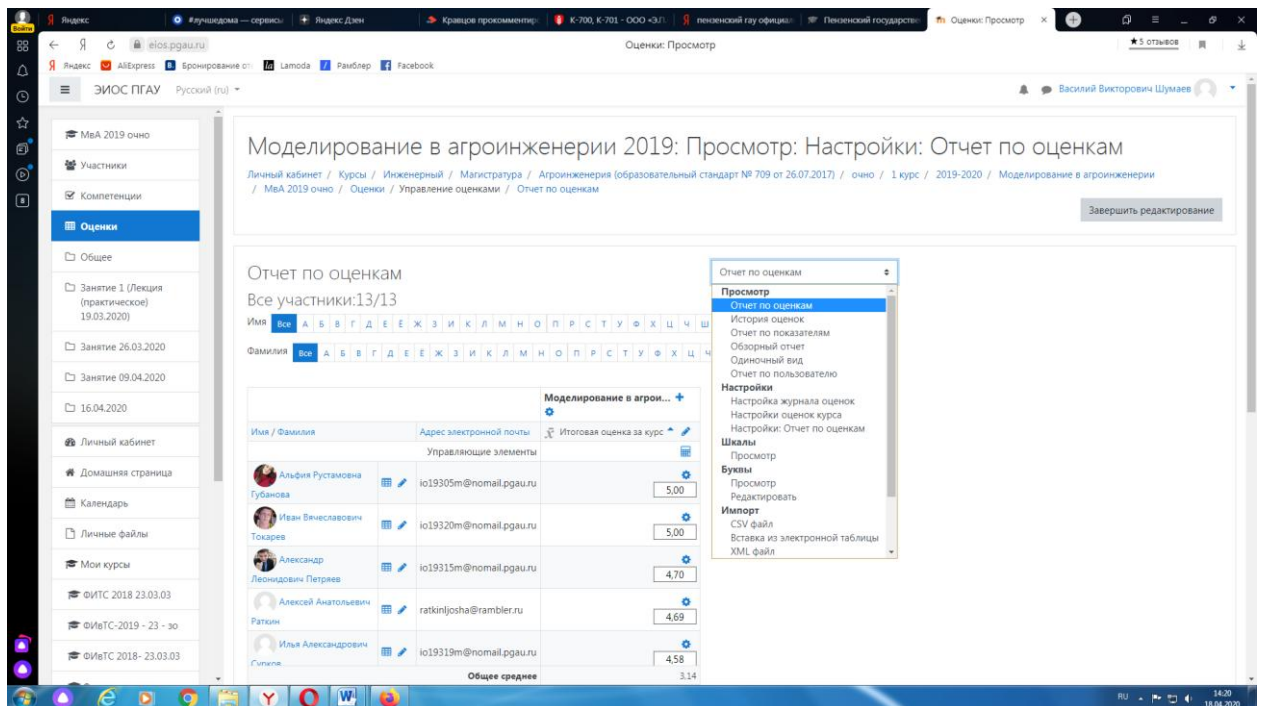 Яндекс
#лучшедома — сервисы
Яндекс Дзен
Кравцов прокомментир
К-700, К-701 - ООО «ЭЛ
пензенский гау официал
Пензенский государстве
Оценки: Просмотр
Войти
eios.pgau.ru
Оценки: Просмотр
★ 5 отзывов
Яндекс
AliExpress
Бронирование от
Lamoda
Рамблер
Facebook
ЭИОС ПГАУ
Русский (ru)
Василий Викторович Шумаев
МвА 2019 очно
Участники
Компетенции
Оценки
Общее
Занятие 1 (Лекция
(практическое)
19.03.2020)
Занятие 26.03.2020
Занятие 09.04.2020
16.04.2020
Личный кабинет
Домашняя страница
Календарь
Личные файлы
Мои курсы
ФИТС 2018 23.03.03
ФИвТС-2019 - 23 - зо
ФИвТС 2018- 23.03.03
Моделирование в агроинженерии 2019: Просмотр: Настройки: Отчет по оценкам
Личный кабинет / Курсы / Инженерный / Магистратура / Агроинженерия (образовательный стандарт № 709 от 26.07.2017) / очно / 1 курс / 2019-2020 / Моделирование в агроинженерии
/ МвА 2019 очно / Оценки / Управление оценками / Отчет по оценкам
Завершить редактирование
Отчет по оценкам
Все участники:13/13
Имя Все А Б В Г Д Е Ё Ж З И К Л М Н О П Р С Т У Ф Х Ц Ч Ш
Фамилия Все А Б В Г Д Е Ё Ж З И К Л М Н О П Р С Т У Ф Х Ц Ч
Моделирование в агрои...
Имя / Фамилия
Адрес электронной почты
Итоговая оценка за курс
Управляющие элементы
Альфия Рустамовна
Губанова
io19305m@nomail.pgau.ru
5,00
Иван Вячеславович
Токарев
io19320m@nomail.pgau.ru
5,00
Александр
Леонидович Петряев
io19315m@nomail.pgau.ru
4,70
Алексей Анатольевич
Раткин
ratkinljosha@rambler.ru
4,69
Илья Александрович
Сурков
io19319m@nomail.pgau.ru
4,58
Общее среднее
3,14
Отчет по оценкам
Просмотр
Отчет по оценкам
История оценок
Отчет по показателям
Обзорный отчет
Одиночный вид
Отчет по пользователю
Настройки
Настройка журнала оценок
Настройки оценок курса
Настройки: Отчет по оценкам
Шкалы
Просмотр
Буквы
Просмотр
Редактировать
Импорт
CSV файл
Вставка из электронной таблицы
XML файл
RU
14:20
18.04.2020